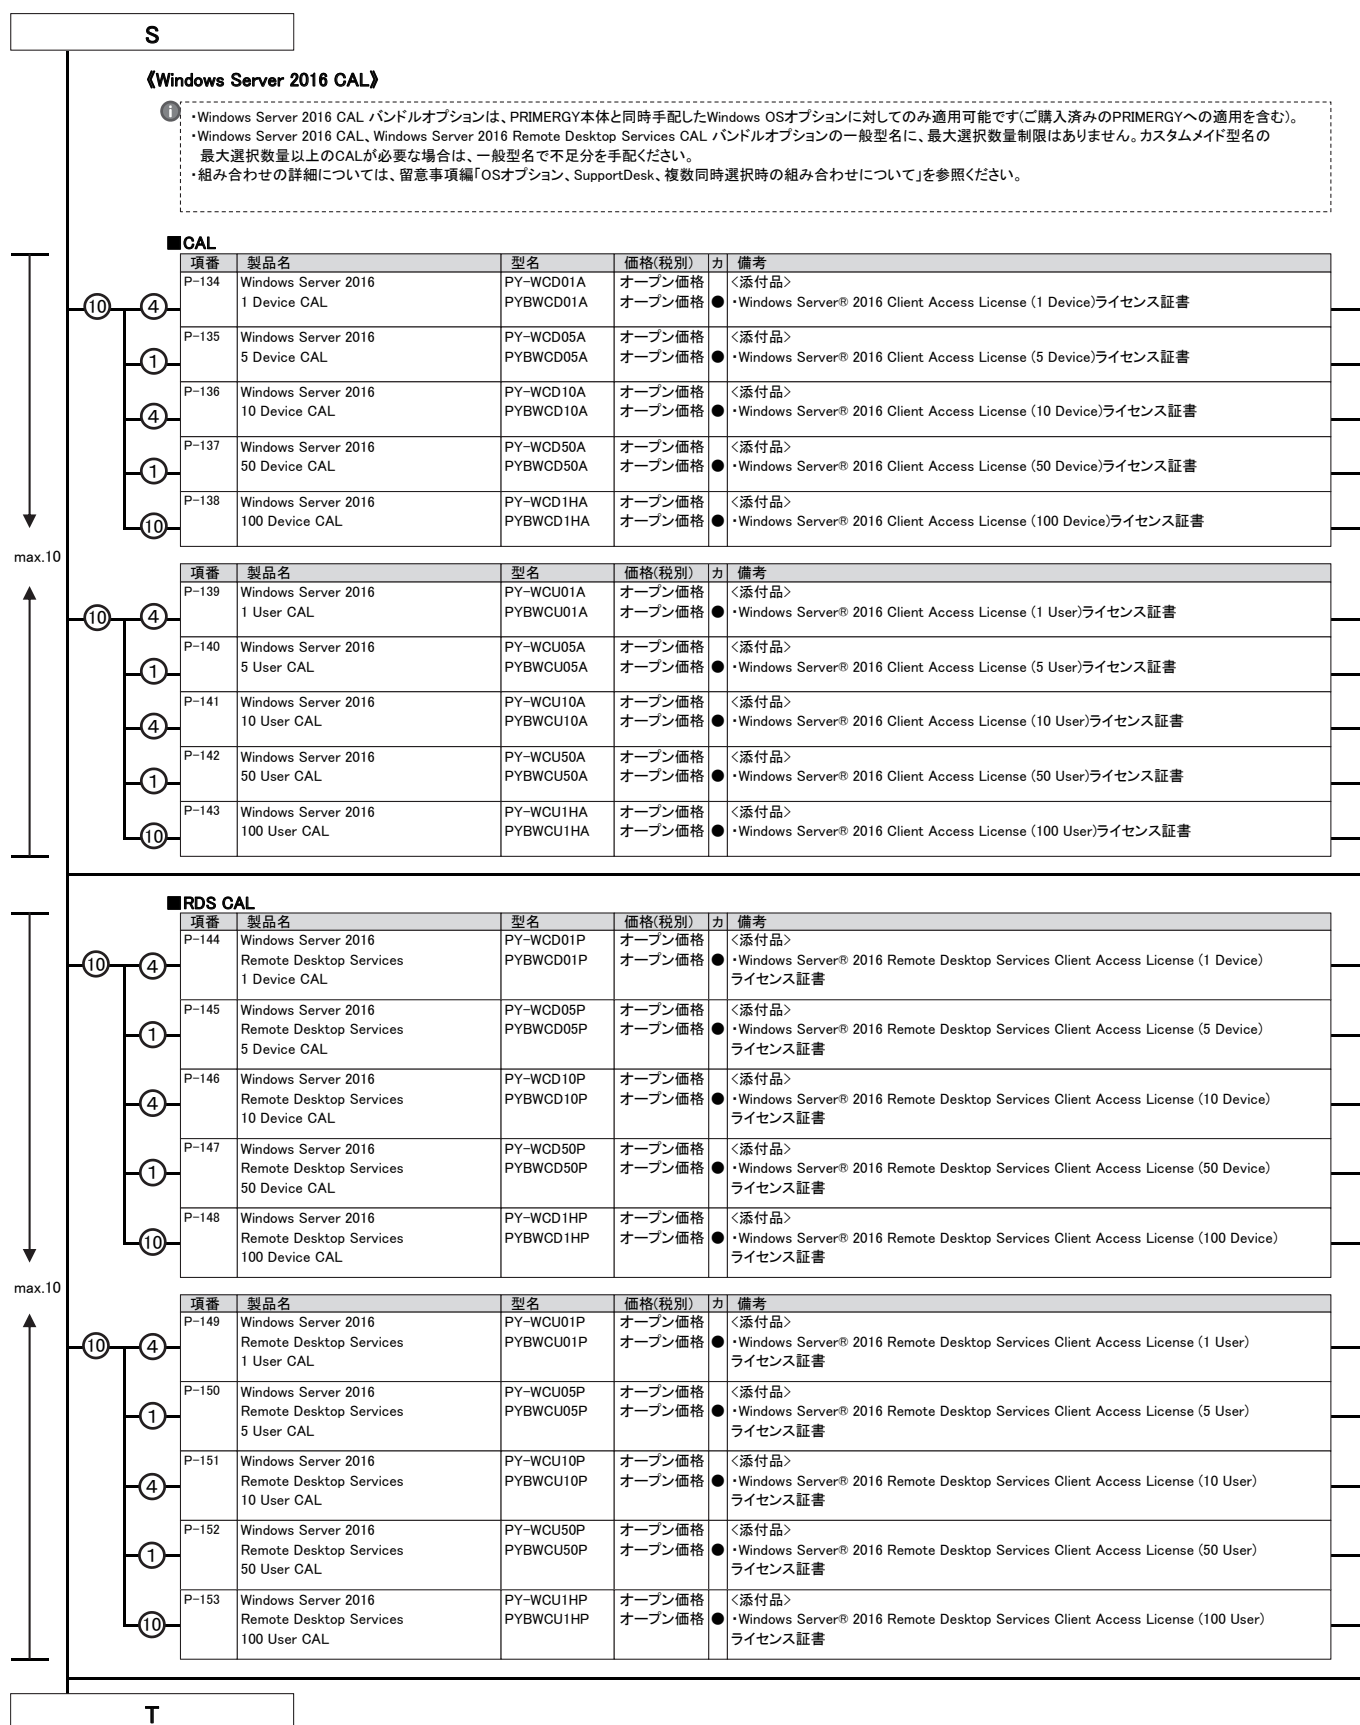 S
《Windows Server 2016 CAL》
i
・Windows Server 2016 CAL バンドルオプションは、PRIMERGY本体と同時手配したWindows OSオプションに対してのみ適用可能です(ご購入済みのPRIMERGYへの適用を含む)。
・Windows Server 2016 CAL、Windows Server 2016 Remote Desktop Services CAL バンドルオプションの一般型名に、最大選択数量制限はありません。カスタムメイド型名の
最大選択数量以上のCALが必要な場合は、一般型名で不足分を手配ください。
・組み合わせの詳細については、留意事項編「OSオプション、SupportDesk、複数同時選択時の組み合わせについて」を参照ください。
■CAL
項番 製品名 型名 価格(税別) カ 備考
P-134 Windows Server 2016 PY-WCD01A オープン価格 <添付品>
⑩ ④ 1 Device CAL PYBWCD01A オープン価格 ● ・Windows Server® 2016 Client Access License (1 Device)ライセンス証書
P-135 Windows Server 2016 PY-WCD05A オープン価格 <添付品>
① 5 Device CAL PYBWCD05A オープン価格 ● ・Windows Server® 2016 Client Access License (5 Device)ライセンス証書
P-136 Windows Server 2016 PY-WCD10A オープン価格 <添付品>
④ 10 Device CAL PYBWCD10A オープン価格 ● ・Windows Server® 2016 Client Access License (10 Device)ライセンス証書
P-137 Windows Server 2016 PY-WCD50A オープン価格 <添付品>
① 50 Device CAL PYBWCD50A オープン価格 ● ・Windows Server® 2016 Client Access License (50 Device)ライセンス証書
P-138 Windows Server 2016 PY-WCD1HA オープン価格 <添付品>
⑩ 100 Device CAL PYBWCD1HA オープン価格 ● ・Windows Server® 2016 Client Access License (100 Device)ライセンス証書
max.10
項番 製品名 型名 価格(税別) カ 備考
P-139 Windows Server 2016 PY-WCU01A オープン価格 <添付品>
⑩ ④ 1 User CAL PYBWCU01A オープン価格 ● ・Windows Server® 2016 Client Access License (1 User)ライセンス証書
P-140 Windows Server 2016 PY-WCU05A オープン価格 <添付品>
① 5 User CAL PYBWCU05A オープン価格 ● ・Windows Server® 2016 Client Access License (5 User)ライセンス証書
P-141 Windows Server 2016 PY-WCU10A オープン価格 <添付品>
④ 10 User CAL PYBWCU10A オープン価格 ● ・Windows Server® 2016 Client Access License (10 User)ライセンス証書
P-142 Windows Server 2016 PY-WCU50A オープン価格 <添付品>
① 50 User CAL PYBWCU50A オープン価格 ● ・Windows Server® 2016 Client Access License (50 User)ライセンス証書
P-143 Windows Server 2016 PY-WCU1HA オープン価格 <添付品>
⑩ 100 User CAL PYBWCU1HA オープン価格 ● ・Windows Server® 2016 Client Access License (100 User)ライセンス証書
■RDS CAL
項番 製品名 型名 価格(税別) カ 備考
P-144 Windows Server 2016 PY-WCD01P オープン価格 <添付品>
⑩ ④ Remote Desktop Services PYBWCD01P オープン価格 ● ・Windows Server® 2016 Remote Desktop Services Client Access License (1 Device)
1 Device CAL ライセンス証書
P-145 Windows Server 2016 PY-WCD05P オープン価格 <添付品>
① Remote Desktop Services PYBWCD05P オープン価格 ● ・Windows Server® 2016 Remote Desktop Services Client Access License (5 Device)
5 Device CAL ライセンス証書
P-146 Windows Server 2016 PY-WCD10P オープン価格 <添付品>
④ Remote Desktop Services PYBWCD10P オープン価格 ● ・Windows Server® 2016 Remote Desktop Services Client Access License (10 Device)
10 Device CAL ライセンス証書
P-147 Windows Server 2016 PY-WCD50P オープン価格 <添付品>
① Remote Desktop Services PYBWCD50P オープン価格 ● ・Windows Server® 2016 Remote Desktop Services Client Access License (50 Device)
50 Device CAL ライセンス証書
P-148 Windows Server 2016 PY-WCD1HP オープン価格 <添付品>
⑩ Remote Desktop Services PYBWCD1HP オープン価格 ● ・Windows Server® 2016 Remote Desktop Services Client Access License (100 Device)
100 Device CAL ライセンス証書
max.10
項番 製品名 型名 価格(税別) カ 備考
P-149 Windows Server 2016 PY-WCU01P オープン価格 <添付品>
⑩ ④ Remote Desktop Services PYBWCU01P オープン価格 ● ・Windows Server® 2016 Remote Desktop Services Client Access License (1 User)
1 User CAL ライセンス証書
P-150 Windows Server 2016 PY-WCU05P オープン価格 <添付品>
① Remote Desktop Services PYBWCU05P オープン価格 ● ・Windows Server® 2016 Remote Desktop Services Client Access License (5 User)
5 User CAL ライセンス証書
P-151 Windows Server 2016 PY-WCU10P オープン価格 <添付品>
④ Remote Desktop Services PYBWCU10P オープン価格 ● ・Windows Server® 2016 Remote Desktop Services Client Access License (10 User)
10 User CAL ライセンス証書
P-152 Windows Server 2016 PY-WCU50P オープン価格 <添付品>
① Remote Desktop Services PYBWCU50P オープン価格 ● ・Windows Server® 2016 Remote Desktop Services Client Access License (50 User)
50 User CAL ライセンス証書
P-153 Windows Server 2016 PY-WCU1HP オープン価格 <添付品>
⑩ Remote Desktop Services PYBWCU1HP オープン価格 ● ・Windows Server® 2016 Remote Desktop Services Client Access License (100 User)
100 User CAL ライセンス証書
T